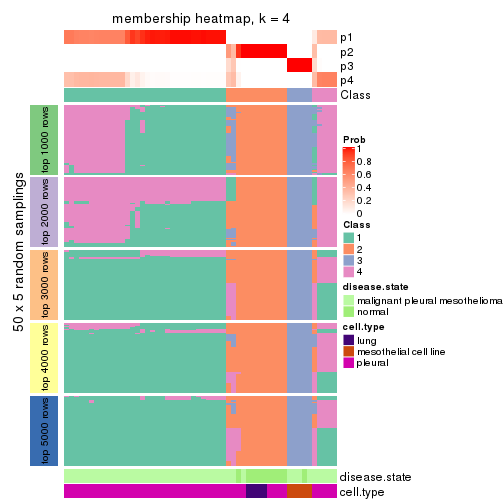 membership heatmap, k = 4
p1
p2
p3
p4
Class
50 x 5 random samplings
top 1000 rows
top 2000 rows
top 3000 rows
top 4000 rows
top 5000 rows
Prob
1
0.8
0.6
0.4
0.2
0
Class
1
2
3
4
disease.state
malignant pleural mesothelioma
normal
cell.type
lung
mesothelial cell line
pleural
disease.state
cell.type